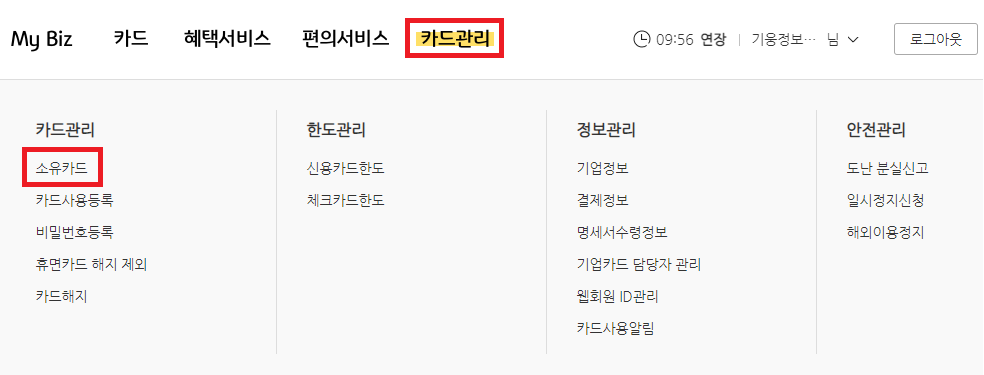 My Biz 카드 혜택서비스 편의서비스 카드관리 09:56 연장 기웅정보… 님 로그아웃
카드관리
소유카드
카드사용등록
비밀번호등록
휴면카드 해지 제외
카드해지
한도관리
신용카드한도
체크카드한도
정보관리
기업정보
결제정보
명세서수령정보
기업카드 담당자 관리
웹회원 ID관리
카드사용알림
안전관리
도난 분실신고
일시정지신청
해외이용정지